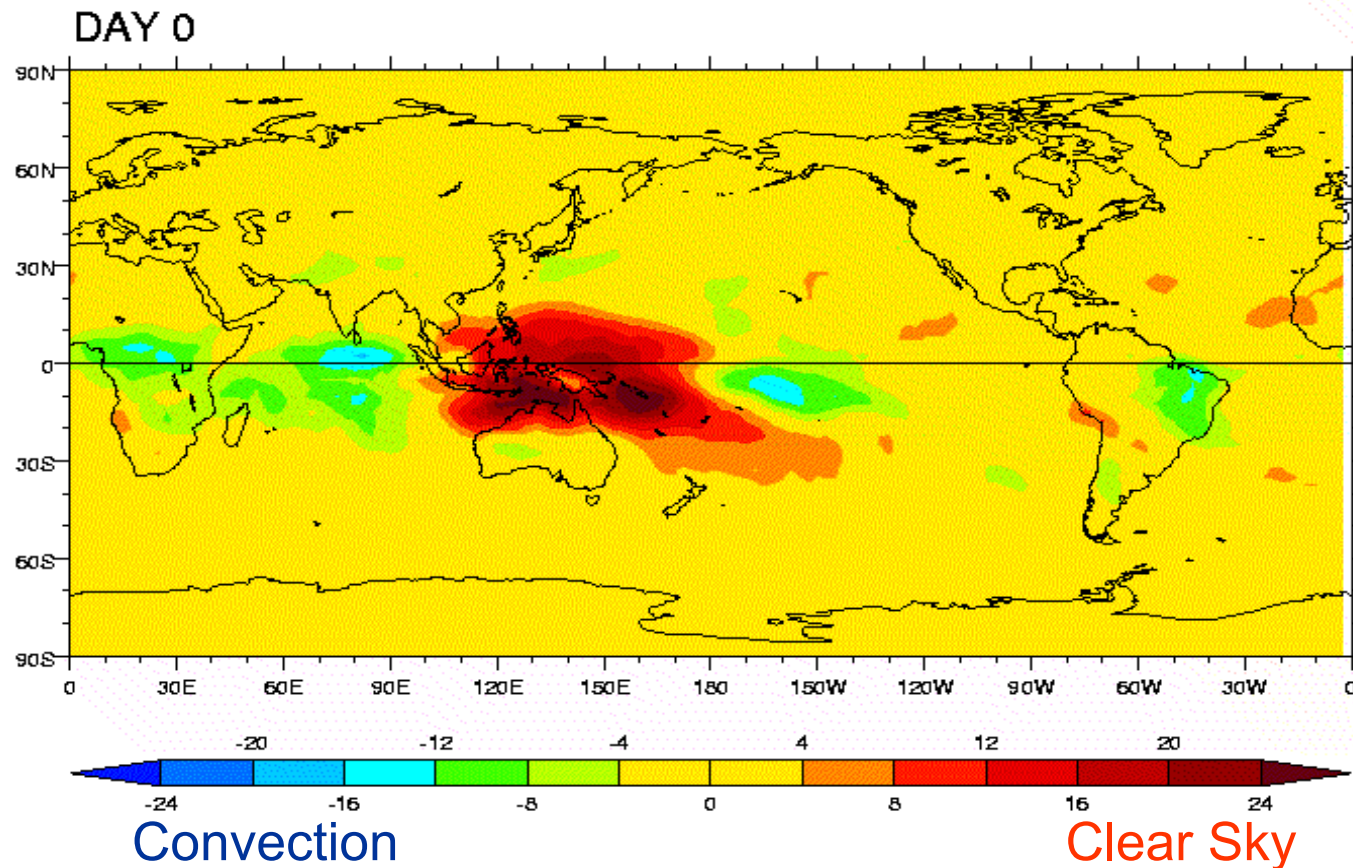 DAY 0
90N
60N
30N
0
30S
60S
90S
0 30E 60E 90E 120E 150E 180 150W 120W 90W 60W 30W 0
-20 -12 -4 4 12 20
-24 -16 -8 0 8 16 24
Convection Clear Sky